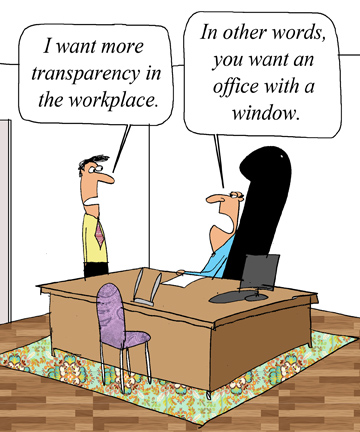 I want more
transparency in
the workplace.
In other words,
you want an
office with a
window.